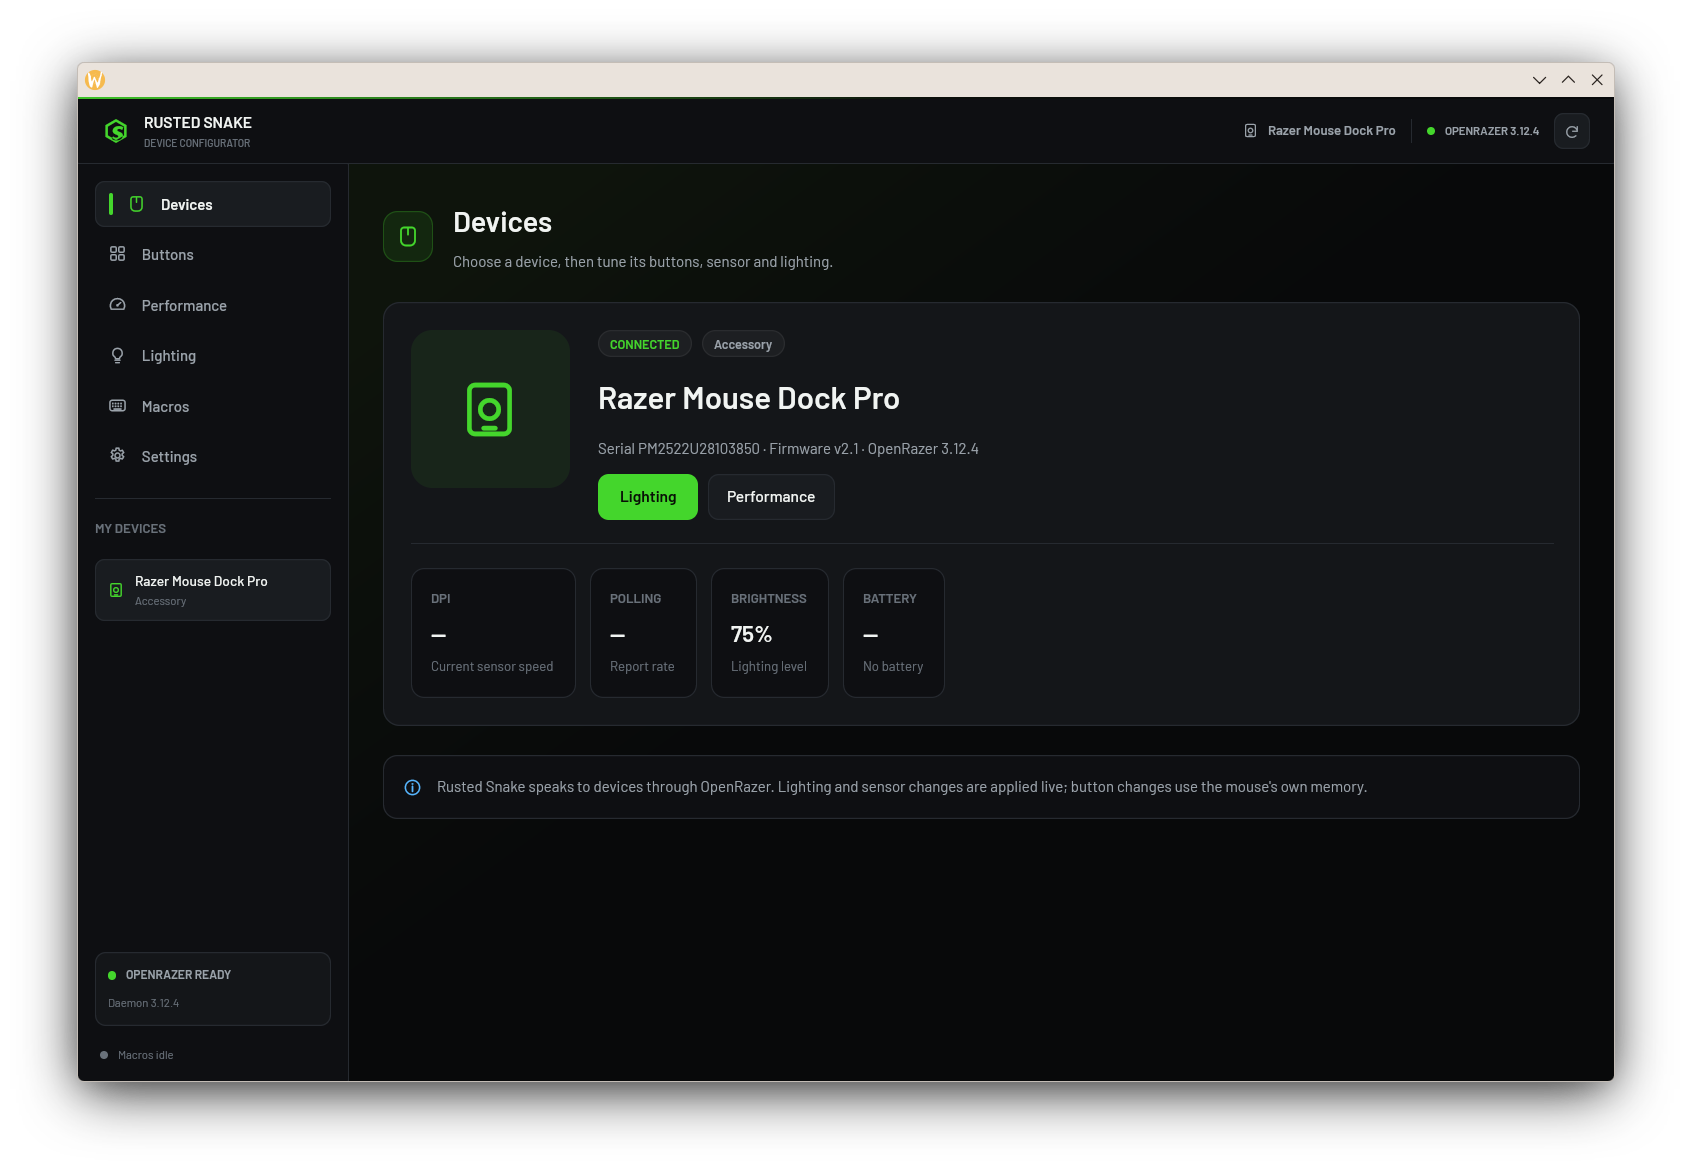 RUSTED SNAKE
DEVICE CONFIGURATOR
Razer Mouse Dock Pro
OPENRAZER 3.12.4
Devices
Buttons
Performance
Lighting
Macros
Settings
MY DEVICES
Razer Mouse Dock Pro
Accessory
OPENRAZER READY
Daemon 3.12.4
Macros idle
Devices
Choose a device, then tune its buttons, sensor and lighting.
CONNECTED
Accessory
Razer Mouse Dock Pro
Serial PM2522U28103850 · Firmware v2.1 · OpenRazer 3.12.4
Lighting
Performance
DPI
—
Current sensor speed
POLLING
—
Report rate
BRIGHTNESS
75%
Lighting level
BATTERY
—
No battery
Rusted Snake speaks to devices through OpenRazer. Lighting and sensor changes are applied live; button changes use the mouse's own memory.